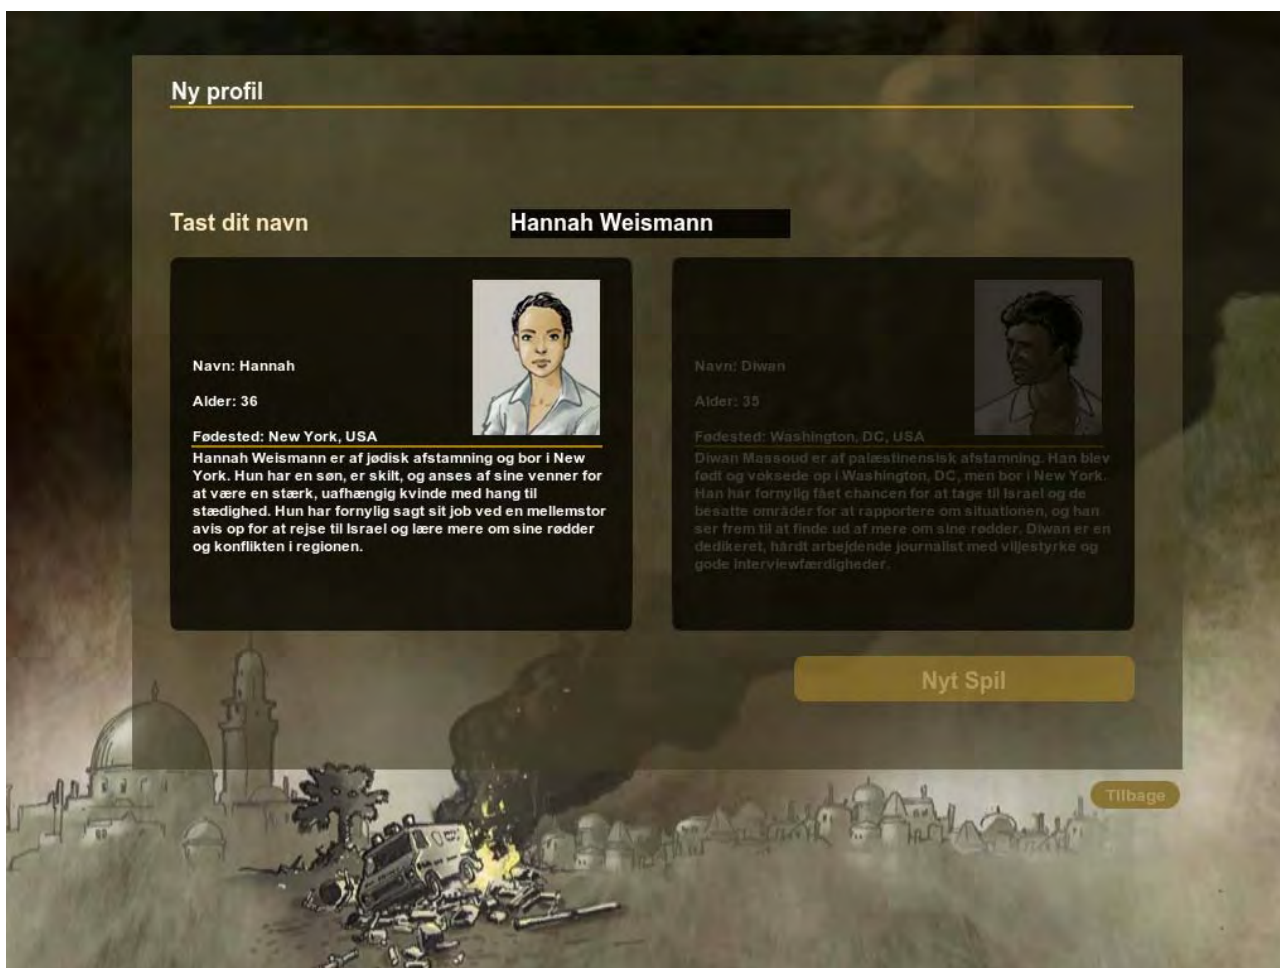 Ny profil
Tast dit navn
Hannah Weismann
Navn: Hannah
Alder: 36
Fødested: New York, USA
Hannah Weismann er af jødisk afstamning og bor i New
York. Hun har en søn, er skilt, og anses af sine venner for
at være en stærk, uafhængig kvinde med hang til
stædighed. Hun har fornylig sagt sit job ved en mellemstor
avis op for at rejse til Israel og lære mere om sine rødder
og konflikten i regionen.
Navn: Diwan
Alder: 35
Fødested: Washington, DC, USA
Diwan Massoud er af palæstinensisk afstamning. Han blev
født og voksede op i Washington, DC, men bor i New York.
Han har fornylig fået chancen for at tage til Israel og de
besatte områder for at rapportere om situationen, og han
ser frem til at finde ud af mere om sine rødder. Diwan er en
dedikeret, hårdt arbejdende journalist med viljestyrke og
gode interviewfærdigheder.
Nyt Spil
Tilbage